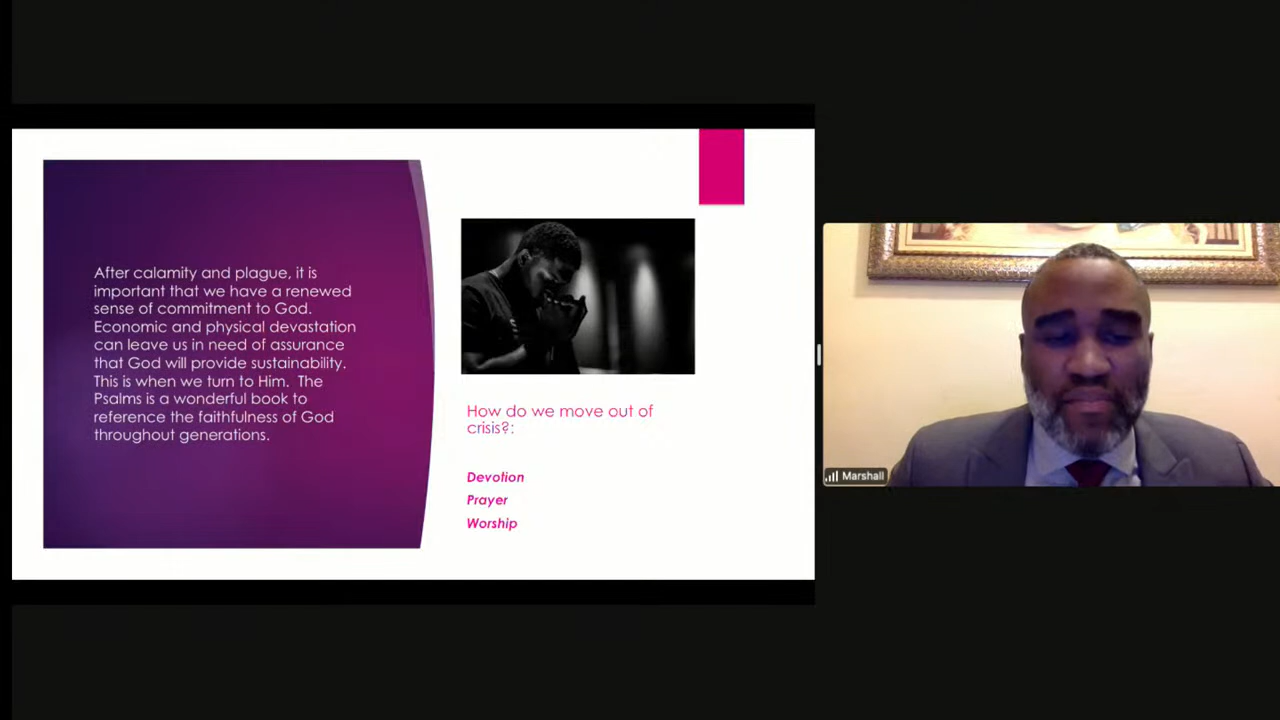 After calamity and plague, it is
important that we have a renewed
sense of commitment to God.
Economic and physical devastation
can leave us in need of assurance
that God will provide sustainability.
This is when we turn to Him.  The
Psalms is a wonderful book to
reference the faithfulness of God
throughout generations.
How do we move out of
crisis?:
Devotion
Prayer
Worship
Marshall